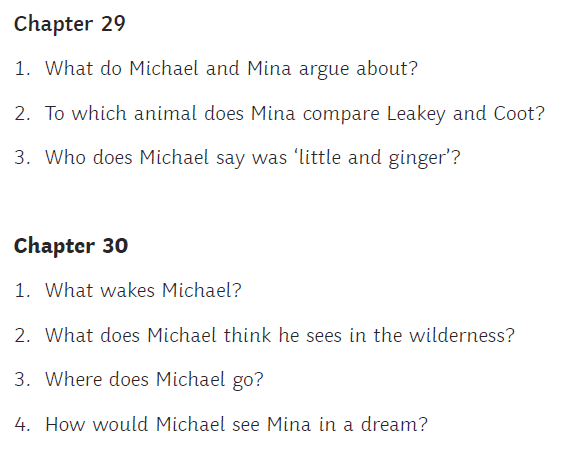 Chapter 29
1. What do Michael and Mina argue about?
2. To which animal does Mina compare Leakey and Coot?
3. Who does Michael say was ‘little and ginger’?
Chapter 30
1. What wakes Michael?
2. What does Michael think he sees in the wilderness?
3. Where does Michael go?
4. How would Michael see Mina in a dream?